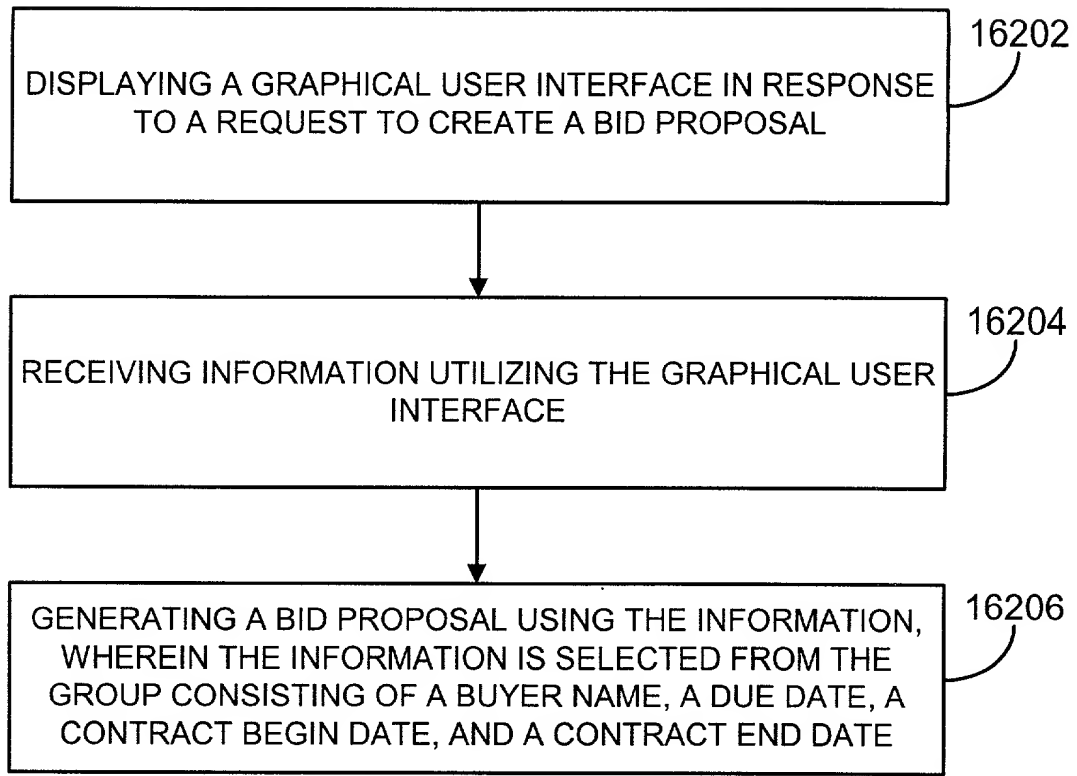 16202
DISPLAYING A GRAPHICAL USER INTERFACE IN RESPONSE
TO A REQUEST TO CREATE A BID PROPOSAL
16204
RECEIVING INFORMATION UTILIZING THE GRAPHICAL USER
INTERFACE
16206
GENERATING A BID PROPOSAL USING THE INFORMATION,
WHEREIN THE INFORMATION IS SELECTED FROM THE
GROUP CONSISTING OF A BUYER NAME, A DUE DATE, A
CONTRACT BEGIN DATE, AND A CONTRACT END DATE